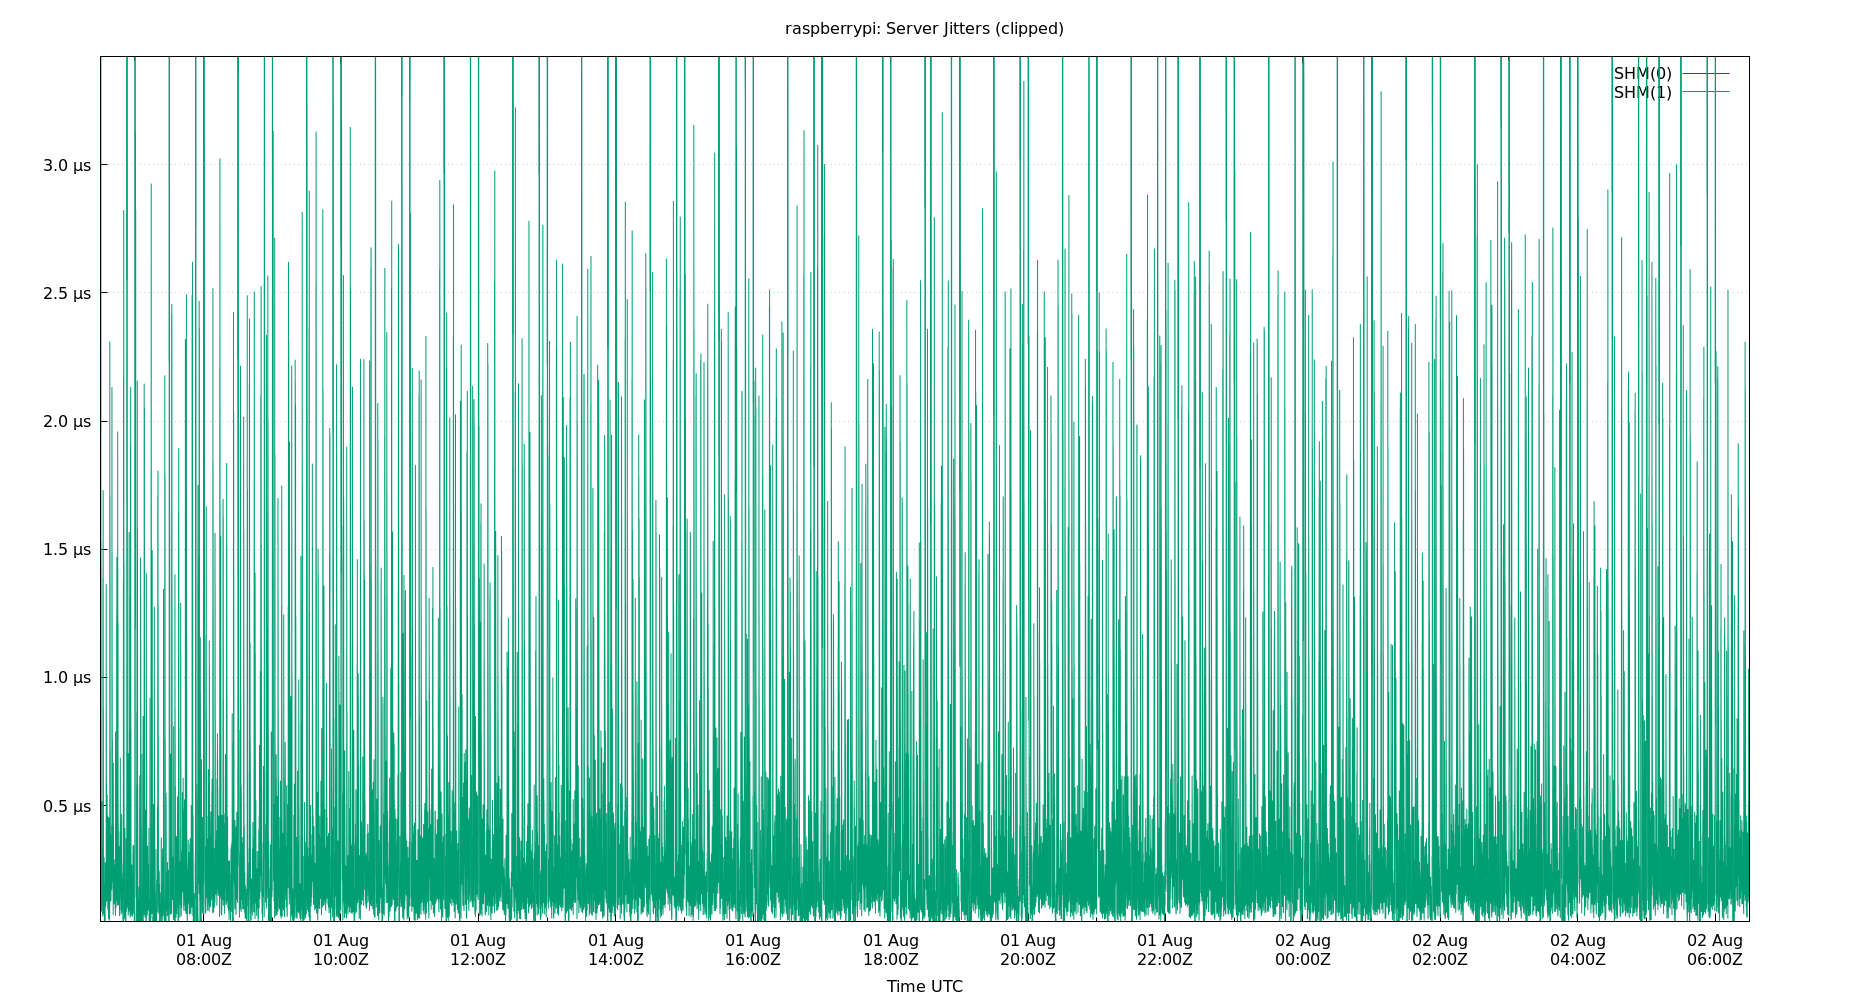 raspberrypi: Server Jitters (clipped)
SHM(0)
SHM(1)
3.0 µs
2.5 µs
2.0 µs
1.5 µs
1.0 µs
0.5 µs
01 Aug 01 Aug 01 Aug 01 Aug 01 Aug 01 Aug 01 Aug 01 Aug 02 Aug 02 Aug 02 Aug 02 Aug
08:00Z 10:00Z 12:00Z 14:00Z 16:00Z 18:00Z 20:00Z 22:00Z 00:00Z 02:00Z 04:00Z 06:00Z
Time UTC